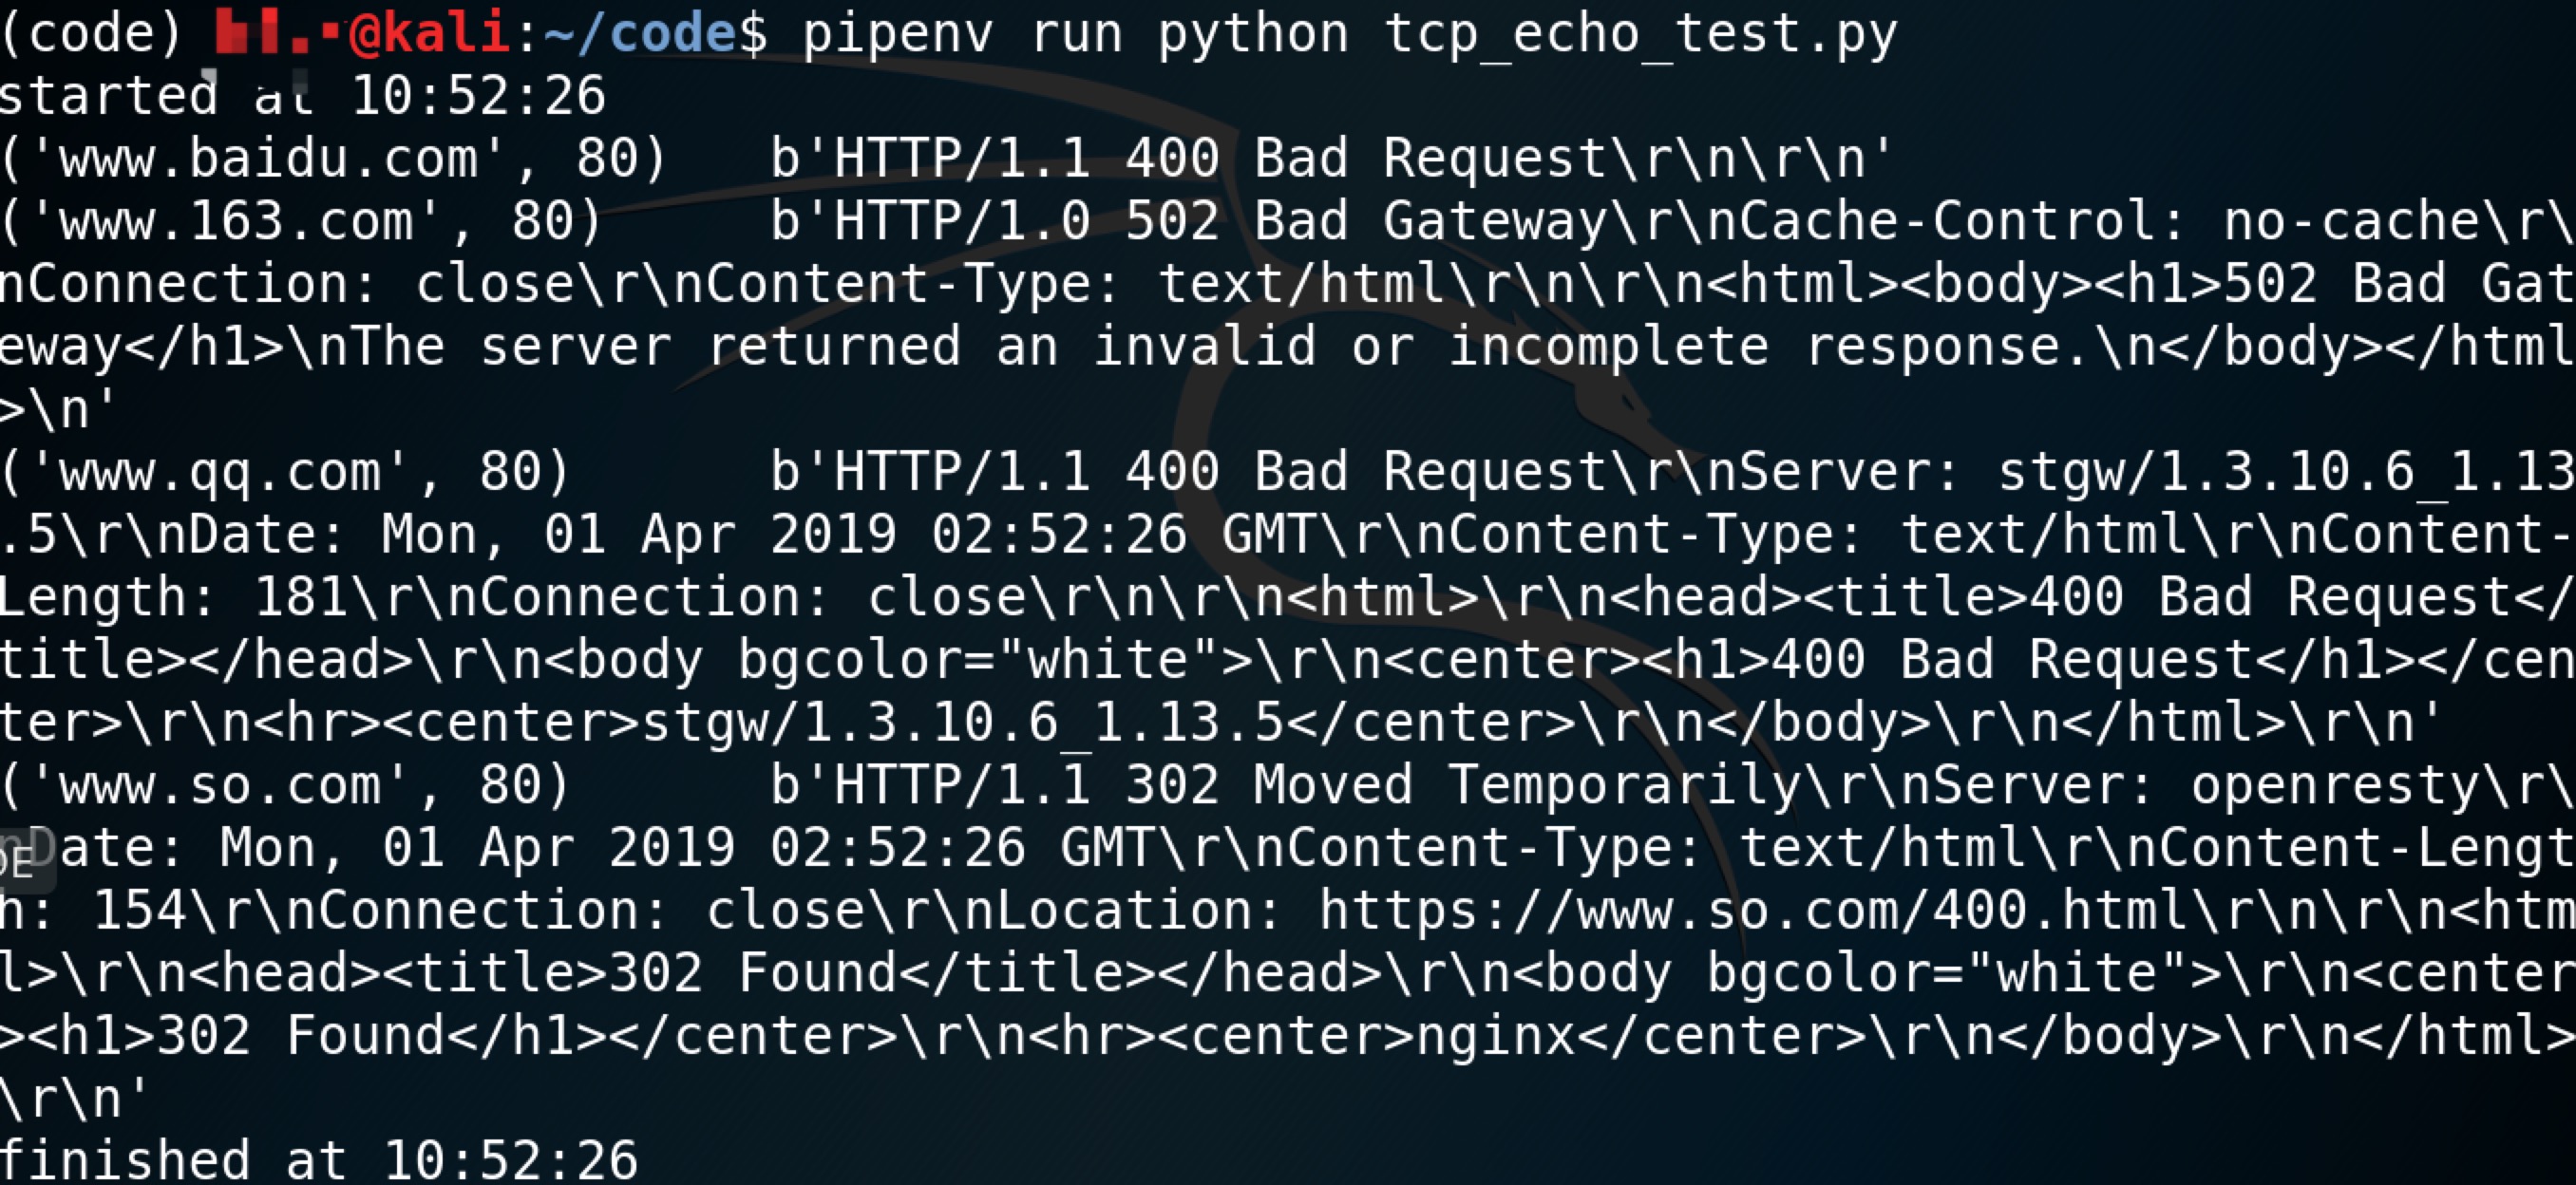 (code) @kali:~/code$ pipenv run python tcp_echo_test.py
started at 10:52:26
('www.baidu.com', 80)   b'HTTP/1.1 400 Bad Request\r\n\r\n'
('www.163.com', 80)     b'HTTP/1.0 502 Bad Gateway\r\nCache-Control: no-cache\r\
nConnection: close\r\nContent-Type: text/html\r\n\r\n<html><body><h1>502 Bad Gat
eway</h1>\nThe server returned an invalid or incomplete response.\n</body></html
>\n'
('www.qq.com', 80)      b'HTTP/1.1 400 Bad Request\r\nServer: stgw/1.3.10.6_1.13
.5\r\nDate: Mon, 01 Apr 2019 02:52:26 GMT\r\nContent-Type: text/html\r\nContent-
Length: 181\r\nConnection: close\r\n\r\n<html>\r\n<head><title>400 Bad Request</
title></head>\r\n<body bgcolor="white">\r\n<center><h1>400 Bad Request</h1></cen
ter>\r\n<hr><center>stgw/1.3.10.6_1.13.5</center>\r\n</body>\r\n</html>\r\n'
('www.so.com', 80)      b'HTTP/1.1 302 Moved Temporarily\r\nServer: openresty\r\
nDate: Mon, 01 Apr 2019 02:52:26 GMT\r\nContent-Type: text/html\r\nContent-Lengt
h: 154\r\nConnection: close\r\nLocation: https://www.so.com/400.html\r\n\r\n<htm
l>\r\n<head><title>302 Found</title></head>\r\n<body bgcolor="white">\r\n<center
><h1>302 Found</h1></center>\r\n<hr><center>nginx</center>\r\n</body>\r\n</html>
\r\n'
finished at 10:52:26